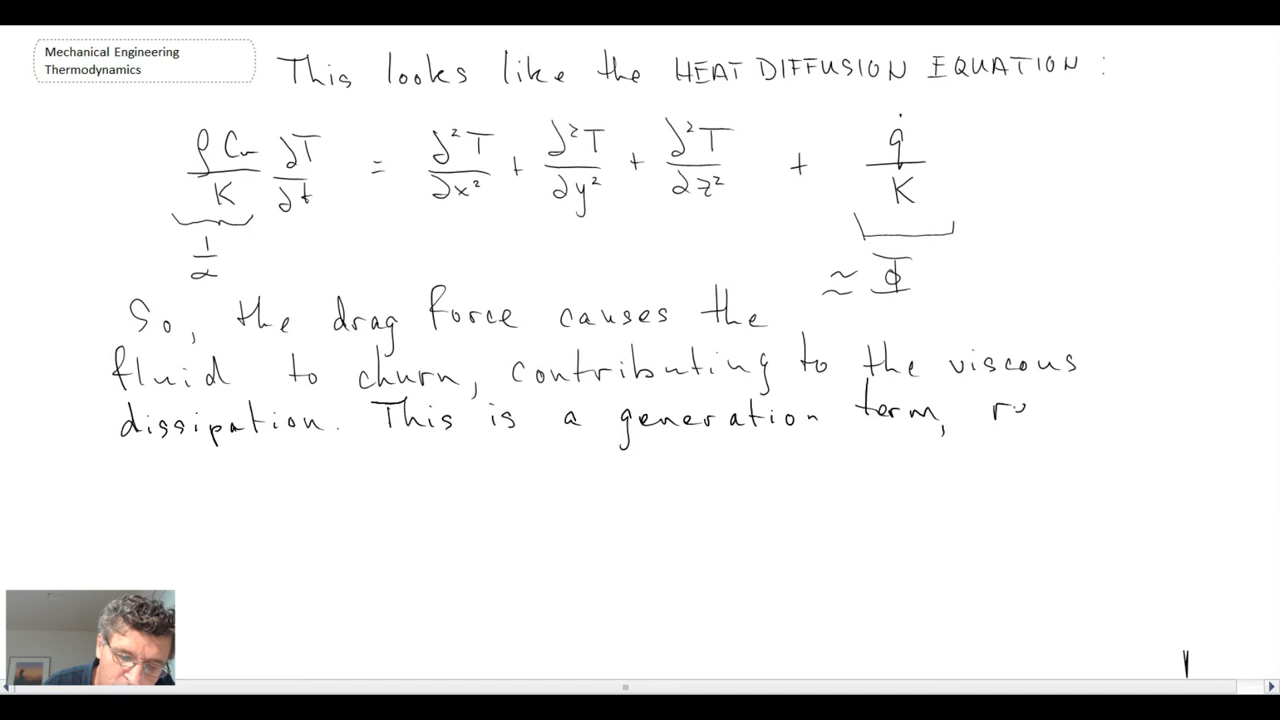 Mechanical Engineering
Thermodynamics
This looks like the HEAT DIFFUSION EQUATION :
ρCv/K ∂T/∂t = ∂²T/∂x² + ∂²T/∂y² + ∂²T/∂z² + q̇/K
1/α
≈ Φ
So, the drag force causes the
fluid to churn, contributing to the viscous
dissipation. This is a generation term,